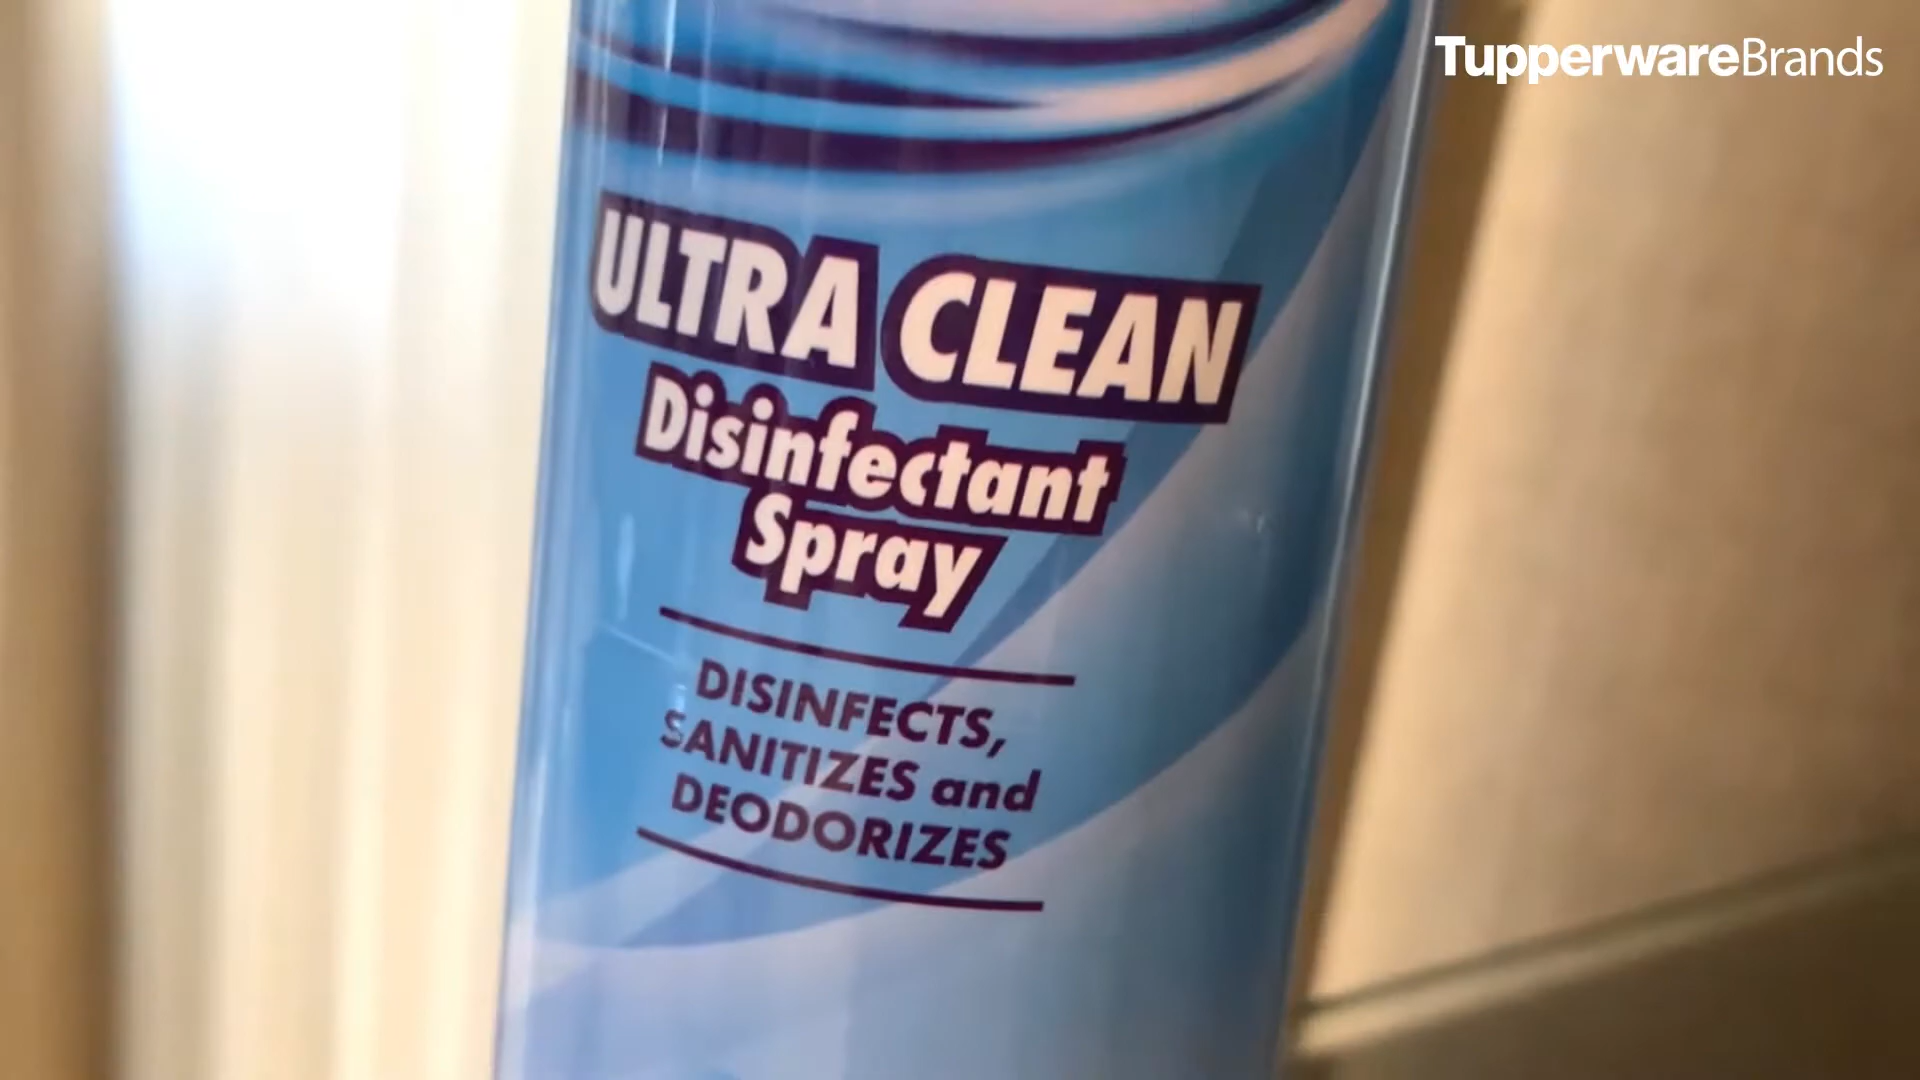 TupperwareBrands
ULTRA CLEAN
Disinfectant
Spray
DISINFECTS,
SANITIZES and
DEODORIZES